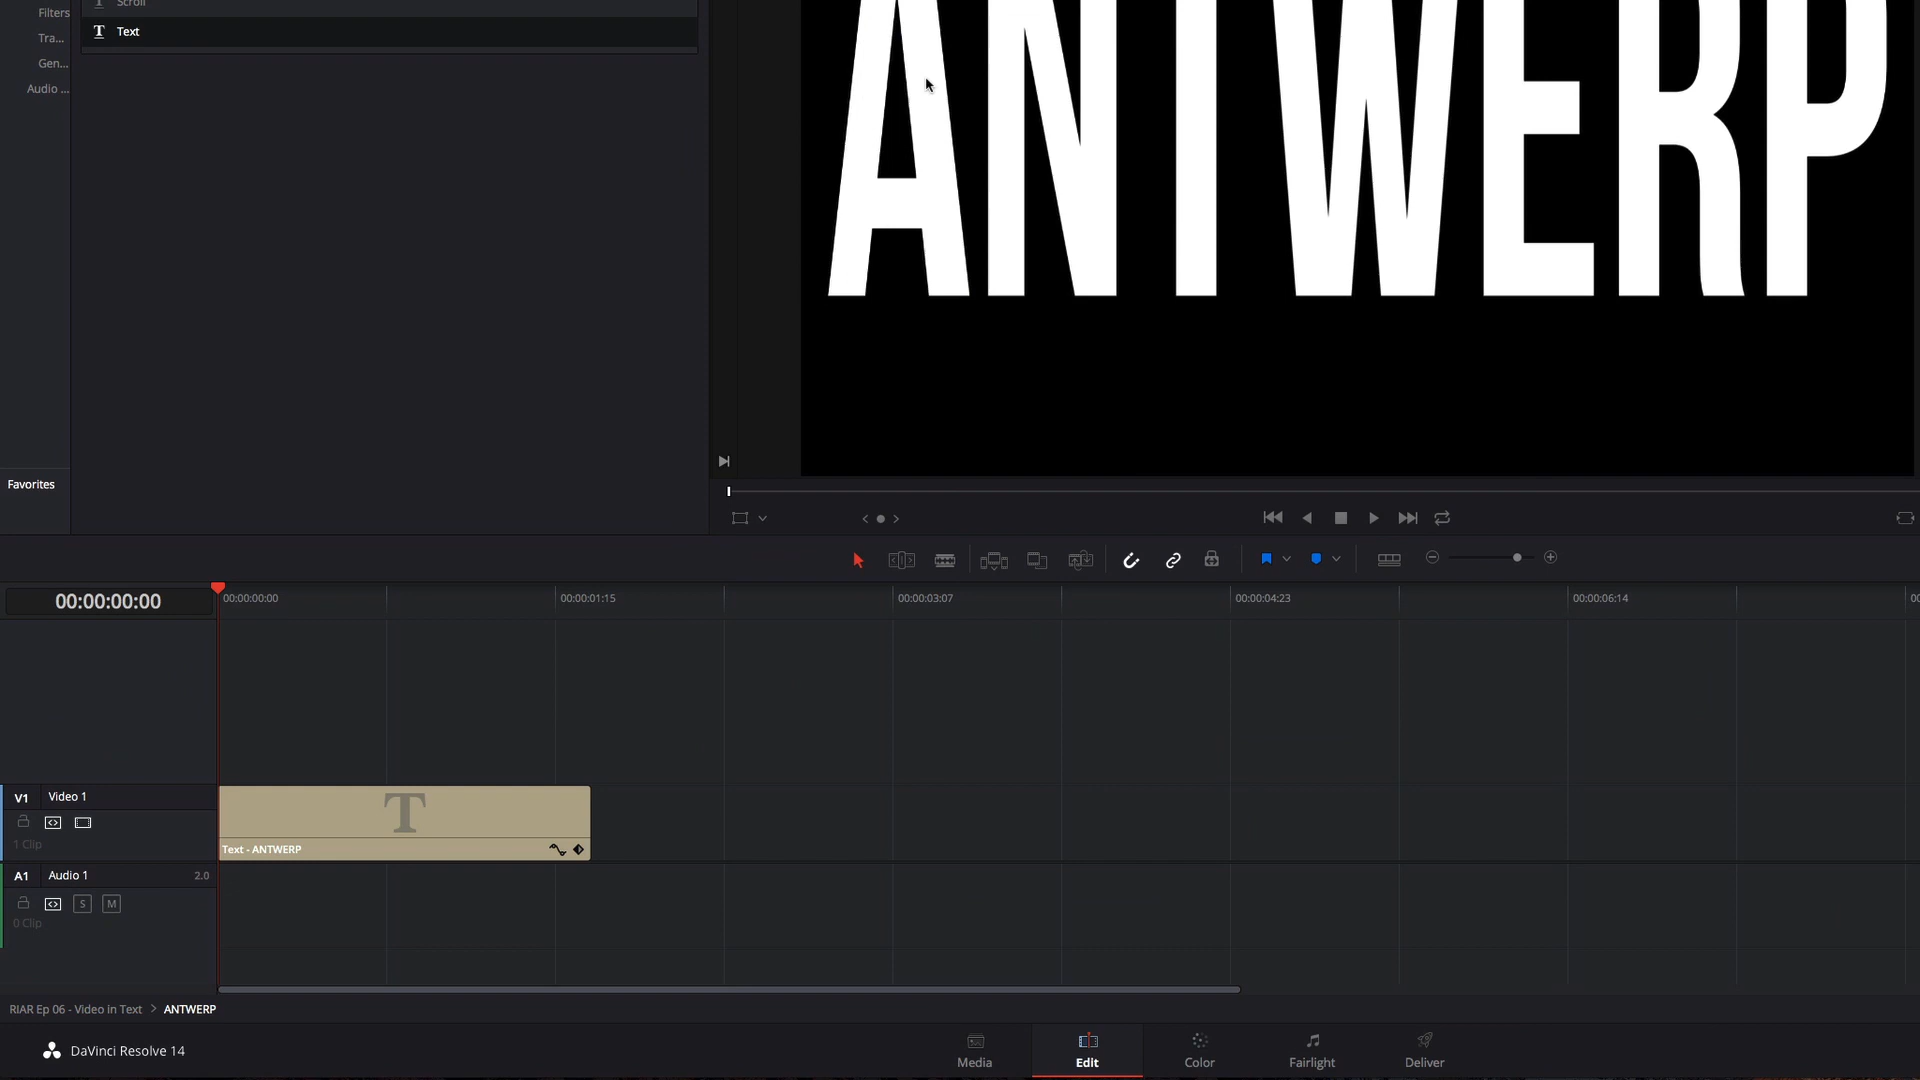 Scroll
Filters
T Text
Tra...
Gen...
Audio ...
ANTWERP
Favorites
00:00:00:00
00:00:00:00
00:00:01:15
00:00:03:07
00:00:04:23
00:00:06:14
V1 Video 1
1 Clip
T
Text - ANTWERP
A1 Audio 1 2.0
S M
0 Clip
RIAR Ep 06 - Video in Text > ANTWERP
DaVinci Resolve 14
Media
Edit
Color
Fairlight
Deliver